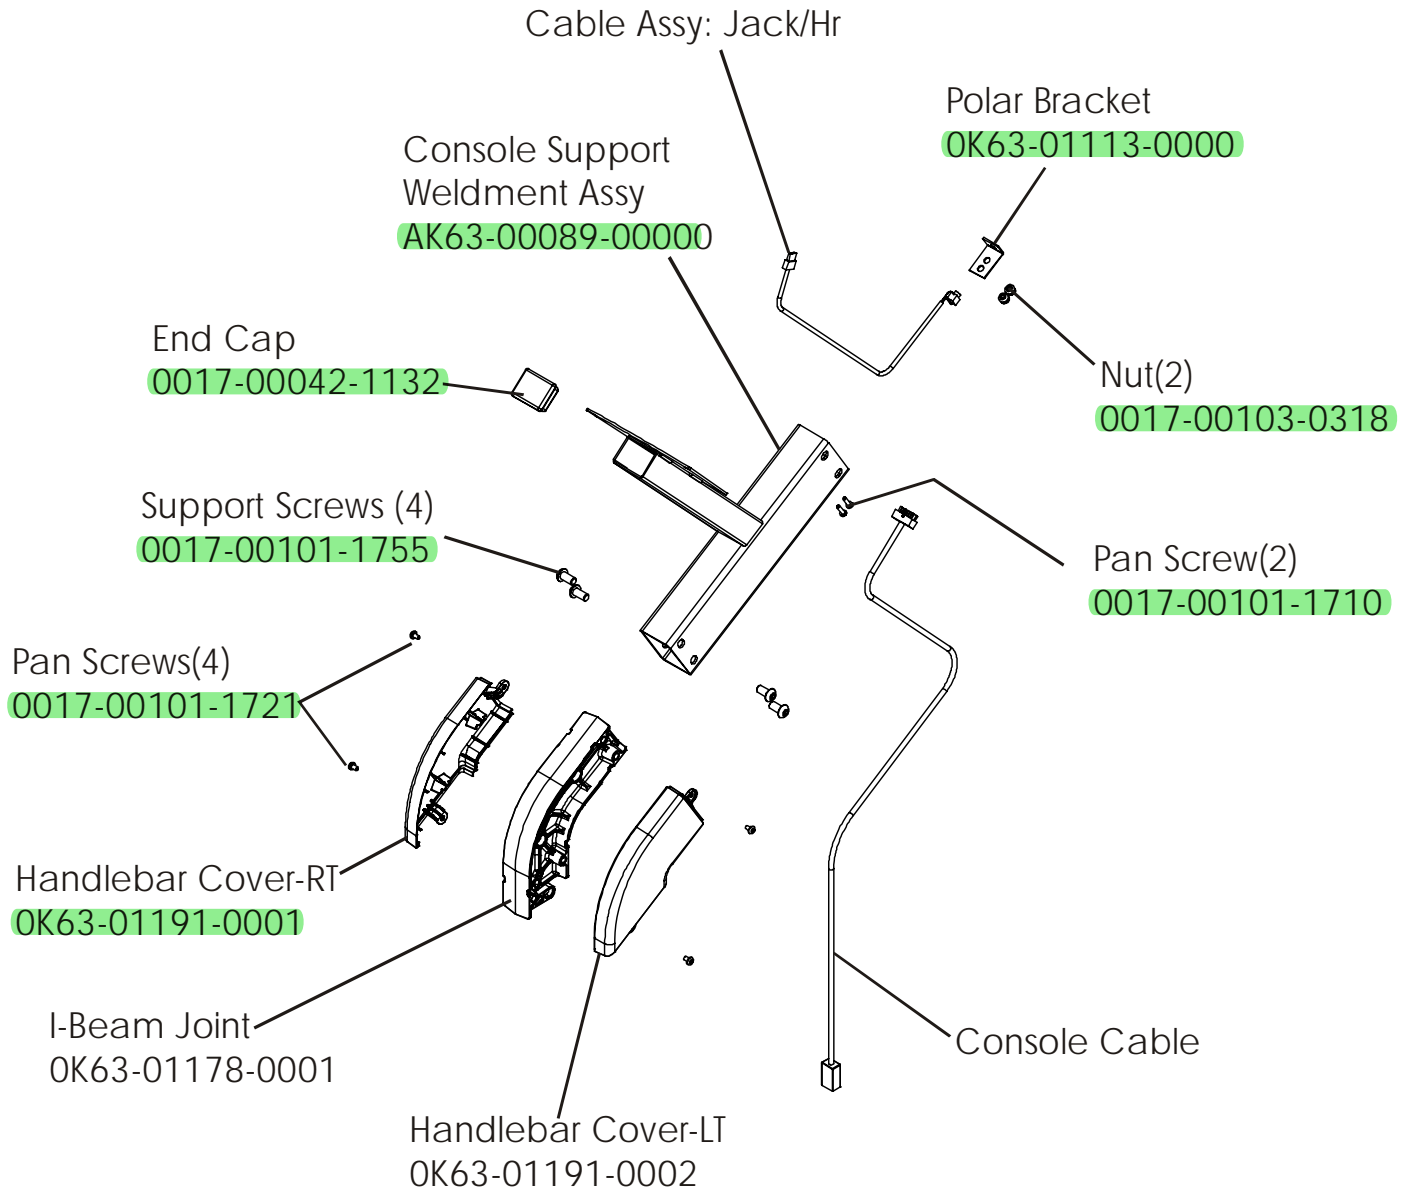 Cable Assy: Jack/Hr
Polar Bracket
0K63-01113-0000
Console Support
Weldment Assy
AK63-00089-00000
End Cap
0017-00042-1132
Nut(2)
0017-00103-0318
Support Screws (4)
0017-00101-1755
Pan Screw(2)
0017-00101-1710
Pan Screws(4)
0017-00101-1721
Handlebar Cover-RT
0K63-01191-0001
I-Beam Joint
0K63-01178-0001
Console Cable
Handlebar Cover-LT
0K63-01191-0002